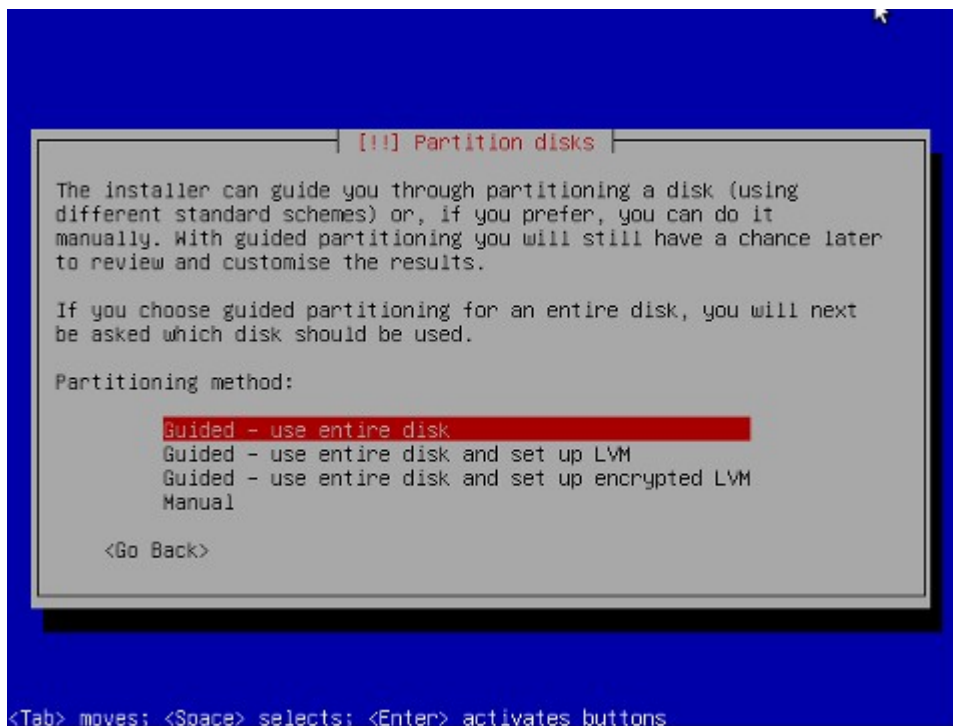 [!!] Partition disks
The installer can guide you through partitioning a disk (using
different standard schemes) or, if you prefer, you can do it
manually. With guided partitioning you will still have a chance later
to review and customise the results.
If you choose guided partitioning for an entire disk, you will next
be asked which disk should be used.
Partitioning method:
Guided - use entire disk
Guided - use entire disk and set up LVM
Guided - use entire disk and set up encrypted LVM
Manual
<Go Back>
<Tab> moves; <Space> selects; <Enter> activates buttons